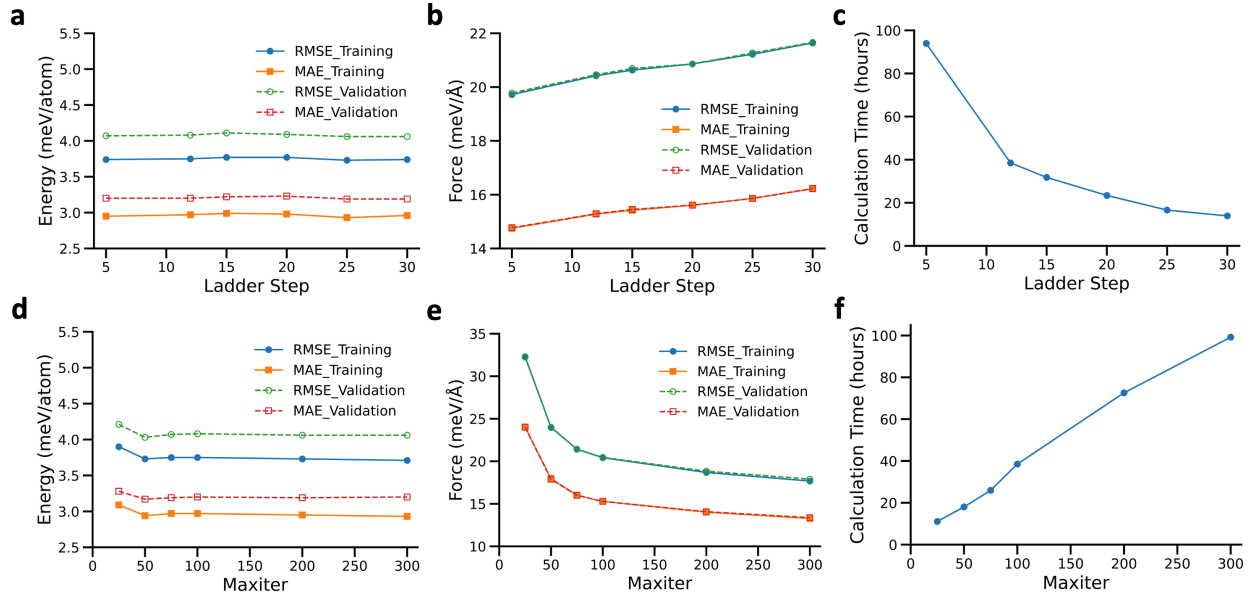 a
5.5
5.0
4.5
4.0
3.5
3.0
2.5
Energy (meV/atom)
RMSE_Training
MAE_Training
RMSE_Validation
MAE_Validation
5 10 15 20 25 30
Ladder Step
b
22
20
18
16
14
Force (meV/Å)
RMSE_Training
MAE_Training
RMSE_Validation
MAE_Validation
5 10 15 20 25 30
Ladder Step
c
100
80
60
40
20
0
Calculation Time (hours)
5 10 15 20 25 30
Ladder Step
d
5.5
5.0
4.5
4.0
3.5
3.0
2.5
Energy (meV/atom)
RMSE_Training
MAE_Training
RMSE_Validation
MAE_Validation
0 50 100 150 200 250 300
Maxiter
e
35
30
25
20
15
10
Force (meV/Å)
RMSE_Training
MAE_Training
RMSE_Validation
MAE_Validation
0 50 100 150 200 250 300
Maxiter
f
100
80
60
40
20
0
Calculation Time (hours)
0 50 100 150 200 250 300
Maxiter